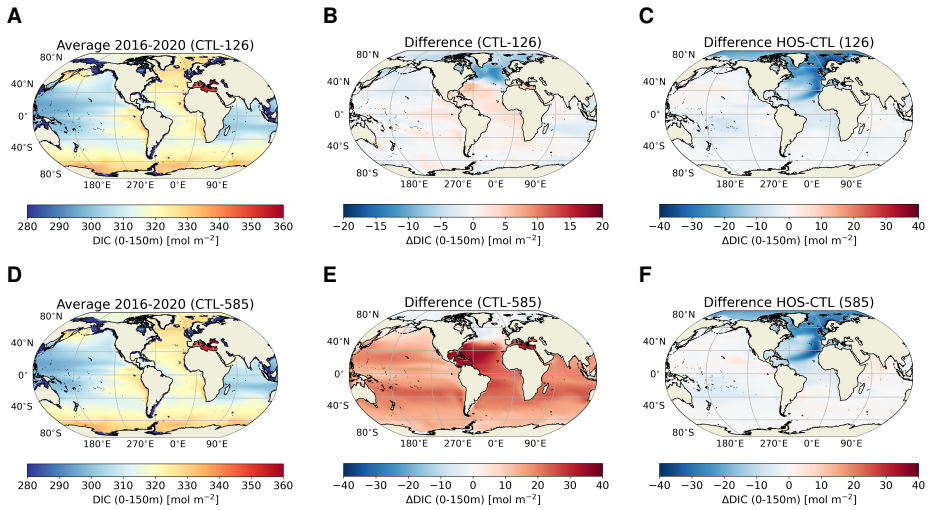 A
B
C
Average 2016-2020 (CTL-126)
Difference (CTL-126)
Difference HOS-CTL (126)
80°N 80°N 80°N
40°N 40°N 40°N
0° 0° 0°
40°S 40°S 40°S
80°S 80°S 80°S
180°E 270°E 0°E 90°E 180°E 270°E 0°E 90°E 180°E 270°E 0°E 90°E
280 290 300 310 320 330 340 350 360
−20 −15 −10 −5 0 5 10 15 20
−40 −30 −20 −10 0 10 20 30 40
DIC (0-150m) [mol m⁻²]
ΔDIC (0-150m) [mol m⁻²]
ΔDIC (0-150m) [mol m⁻²]
D
E
F
Average 2016-2020 (CTL-585)
Difference (CTL-585)
Difference HOS-CTL (585)
80°N 80°N 80°N
40°N 40°N 40°N
0° 0° 0°
40°S 40°S 40°S
80°S 80°S 80°S
180°E 270°E 0°E 90°E 180°E 270°E 0°E 90°E 180°E 270°E 0°E 90°E
280 290 300 310 320 330 340 350 360
−40 −30 −20 −10 0 10 20 30 40
−40 −30 −20 −10 0 10 20 30 40
DIC (0-150m) [mol m⁻²]
ΔDIC (0-150m) [mol m⁻²]
ΔDIC (0-150m) [mol m⁻²]